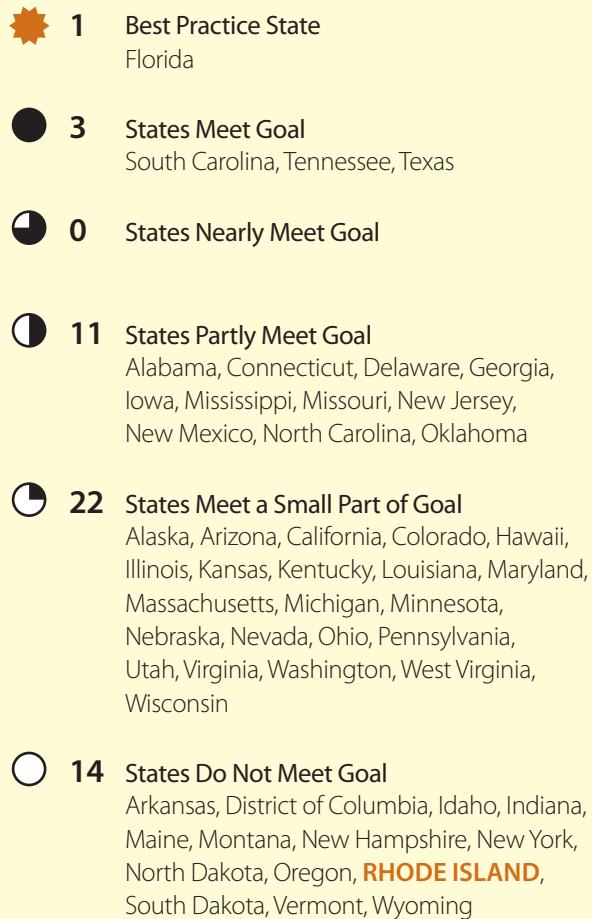 1 Best Practice State
Florida
3 States Meet Goal
South Carolina, Tennessee, Texas
0 States Nearly Meet Goal
11 States Partly Meet Goal
Alabama, Connecticut, Delaware, Georgia,
Iowa, Mississippi, Missouri, New Jersey,
New Mexico, North Carolina, Oklahoma
22 States Meet a Small Part of Goal
Alaska, Arizona, California, Colorado, Hawaii,
Illinois, Kansas, Kentucky, Louisiana, Maryland,
Massachusetts, Michigan, Minnesota,
Nebraska, Nevada, Ohio, Pennsylvania,
Utah, Virginia, Washington, West Virginia,
Wisconsin
14 States Do Not Meet Goal
Arkansas, District of Columbia, Idaho, Indiana,
Maine, Montana, New Hampshire, New York,
North Dakota, Oregon, RHODE ISLAND,
South Dakota, Vermont, Wyoming